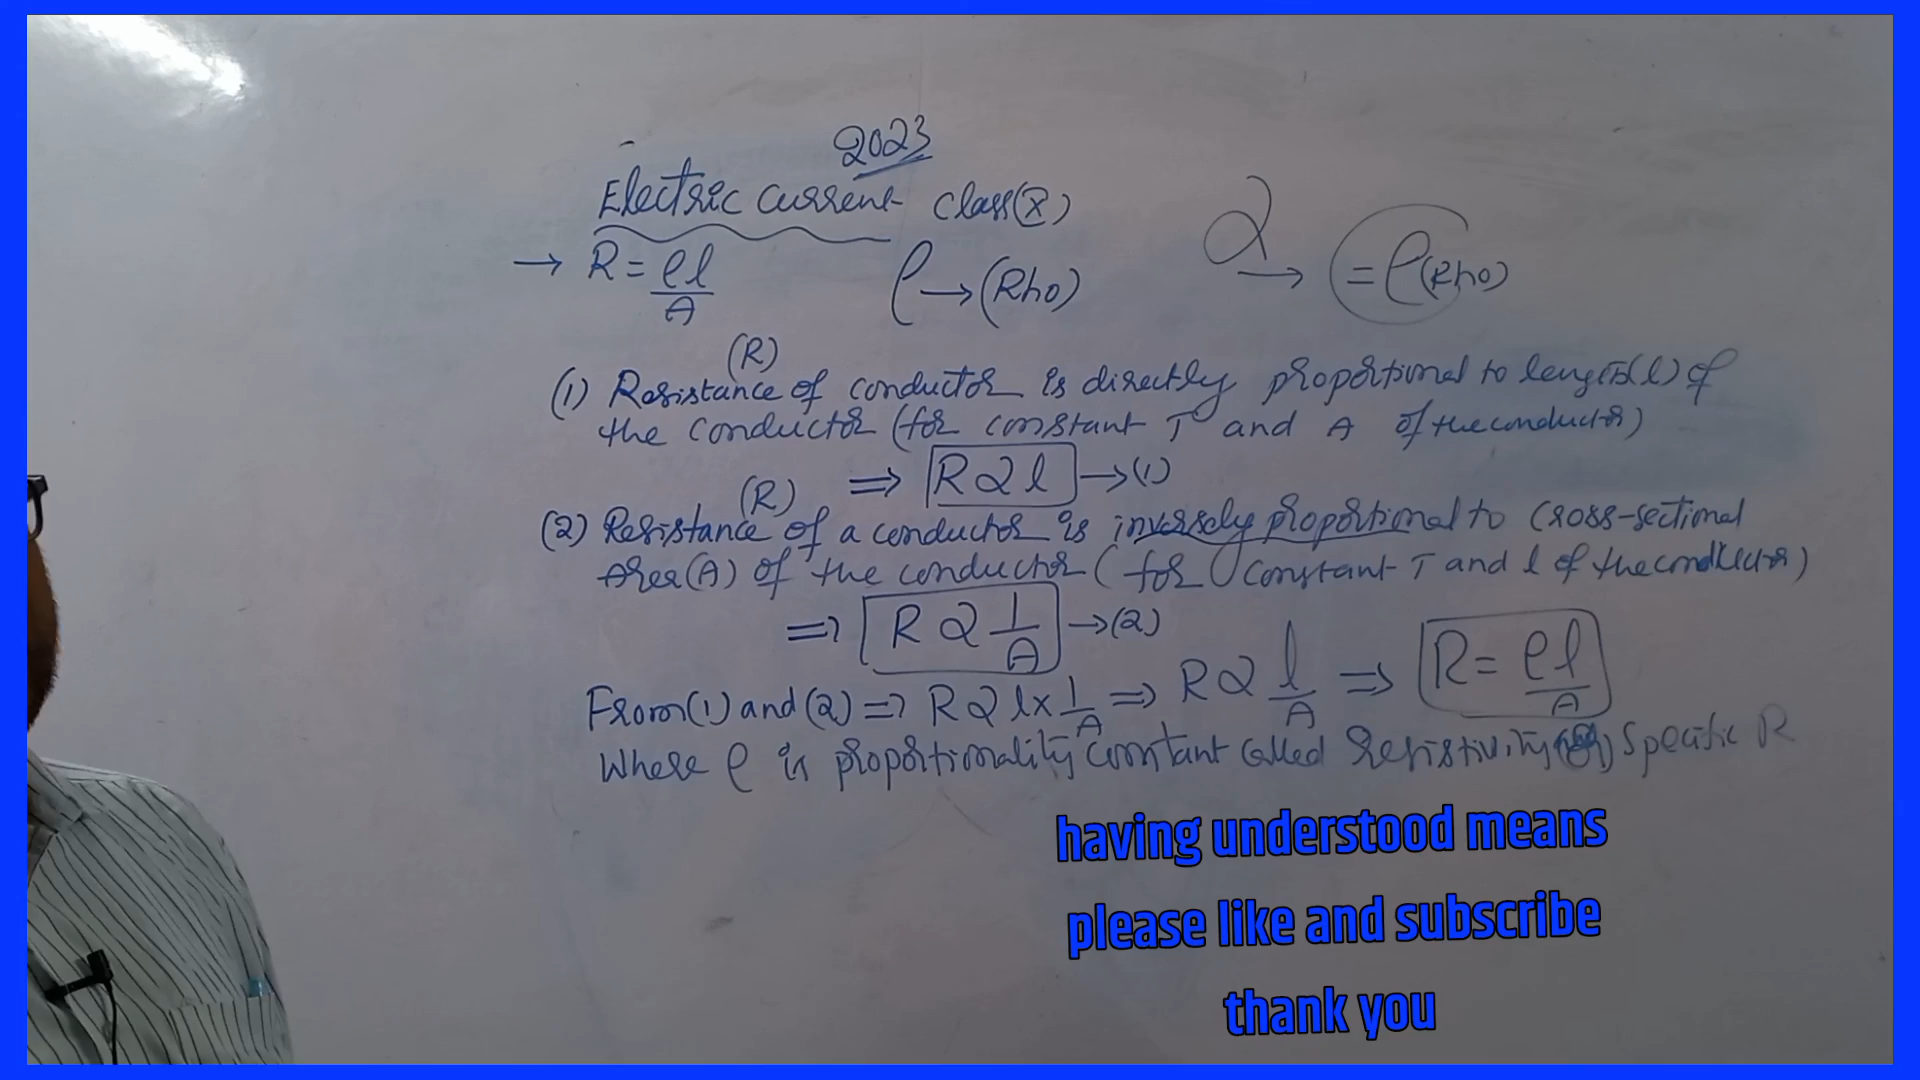 2023
Electric current class(X)
→ R = ρl/A
ρ → (Rho)
∝ → = ρ(Rho)
(R)
(1) Resistance of conductor is directly proportional to length(l) of
the conductor (for constant T and A of the conductor)
⇒ R ∝ l → (1)
(R)
(2) Resistance of a conductor is inversely proportional to cross-sectional
Area(A) of the conductor (for constant T and l of the conductor)
⇒ R ∝ 1/A → (2)
From (1) and (2) ⇒ R ∝ l x 1/A ⇒ R ∝ l/A ⇒ R = ρl/A
Where ρ is proportionality constant called resistivity (or) specific R
having understood means
please like and subscribe
thank you